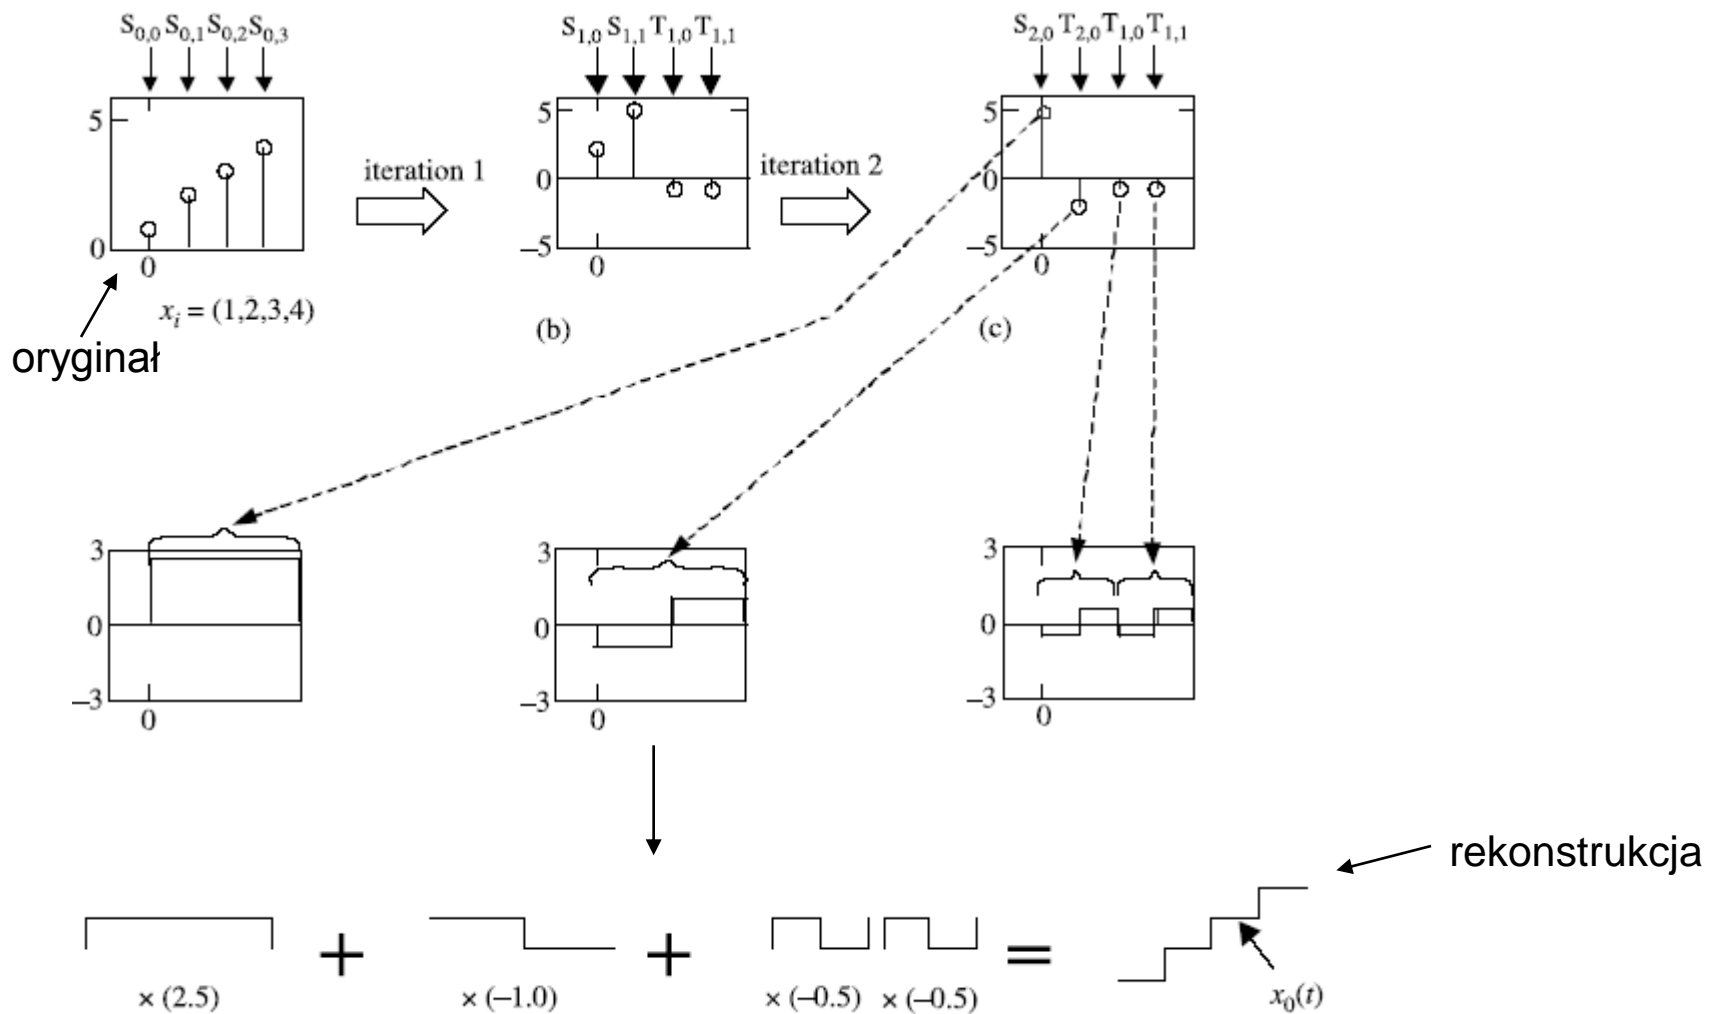 S0,0 S0,1 S0,2 S0,3
5
0
0
xi = (1,2,3,4)
oryginał
iteration 1
S1,0 S1,1 T1,0 T1,1
5
0
–5
0
(b)
iteration 2
S2,0 T2,0 T1,0 T1,1
5
0
–5
0
(c)
3
0
–3
0
3
0
–3
0
3
0
–3
0
rekonstrukcja
+ + =
× (2.5)
× (–1.0)
× (–0.5) × (–0.5)
x0(t)